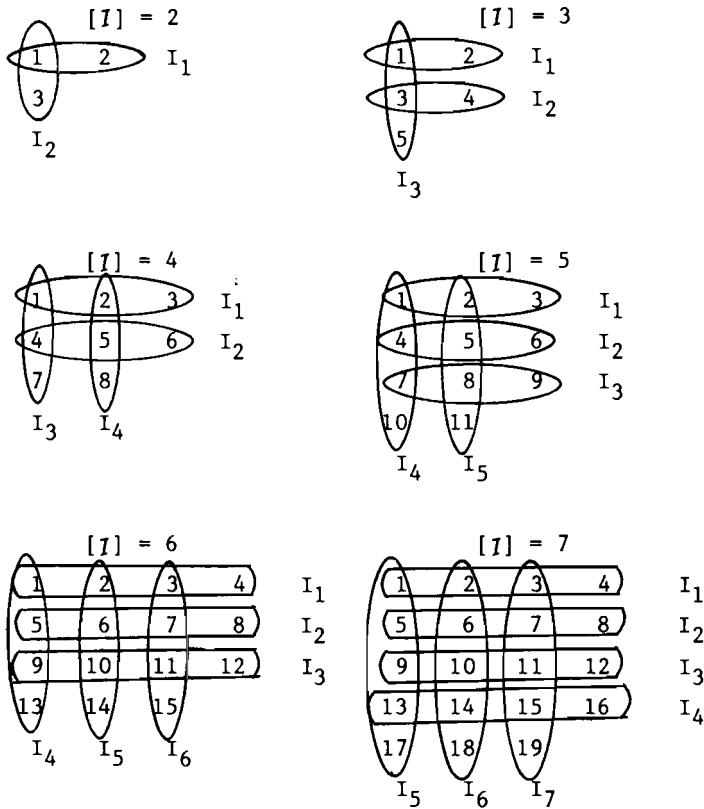 [I] = 2
1 2 I1
3
I2
[I] = 3
1 2 I1
3 4 I2
5
I3
[I] = 4
1 2 3 I1
4 5 6 I2
7 8
I3 I4
[I] = 5
1 2 3 I1
4 5 6 I2
7 8 9 I3
10 11
I4 I5
[I] = 6
1 2 3 4 I1
5 6 7 8 I2
9 10 11 12 I3
13 14 15
I4 I5 I6
[I] = 7
1 2 3 4 I1
5 6 7 8 I2
9 10 11 12 I3
13 14 15 16 I4
17 18 19
I5 I6 I7